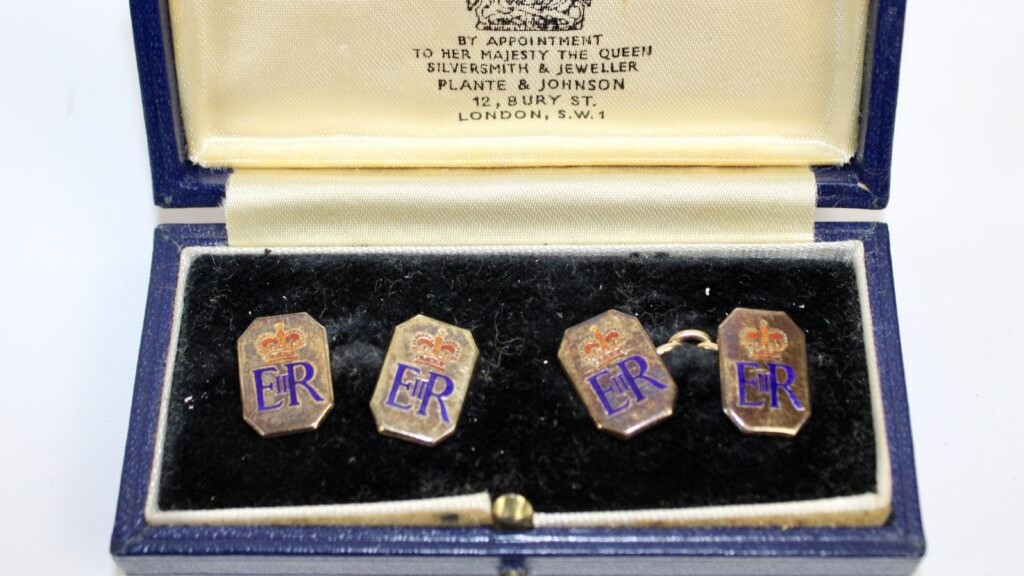 BY APPOINTMENT
TO HER MAJESTY THE QUEEN
SILVERSMITH & JEWELLER
PLANTE & JOHNSON
12, BURY ST.
LONDON, S.W.1
EIIR
EIIR
EIIR
EIIR